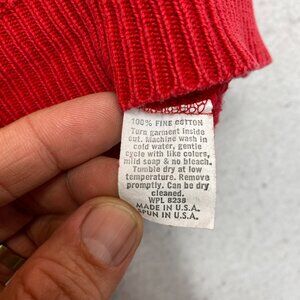 100% FINE COTTON
Turn garment inside
out. Machine wash in
cold water, gentle
cycle with like colors,
mild soap & no bleach.
Tumble dry at low
temperature. Remove
promptly. Can be dry
cleaned.
WPL 8238
MADE IN U.S.A.
SPUN IN U.S.A.